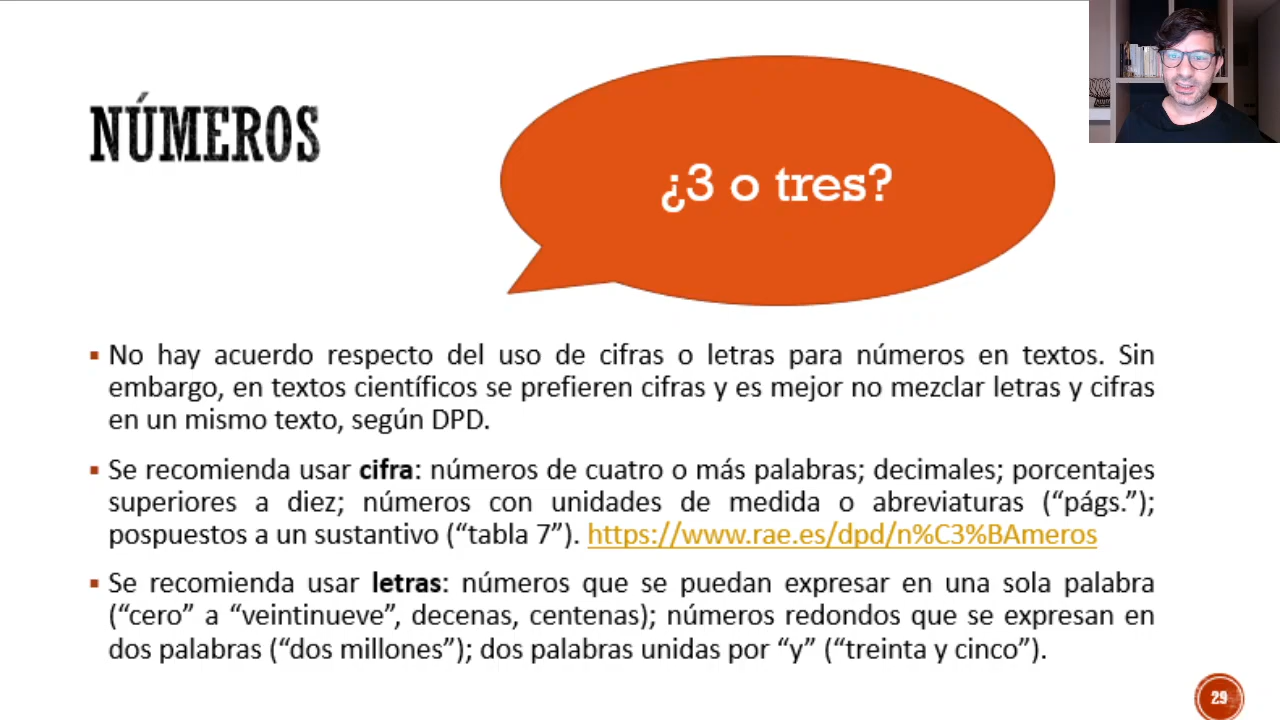 NÚMEROS
¿3 o tres?
▪ No hay acuerdo respecto del uso de cifras o letras para números en textos. Sin
embargo, en textos científicos se prefieren cifras y es mejor no mezclar letras y cifras
en un mismo texto, según DPD.
▪ Se recomienda usar cifra: números de cuatro o más palabras; decimales; porcentajes
superiores a diez; números con unidades de medida o abreviaturas (“págs.”);
pospuestos a un sustantivo (“tabla 7”). https://www.rae.es/dpd/n%C3%BAmeros
▪ Se recomienda usar letras: números que se puedan expresar en una sola palabra
(“cero” a “veintinueve”, decenas, centenas); números redondos que se expresan en
dos palabras (“dos millones”); dos palabras unidas por “y” (“treinta y cinco”).
29